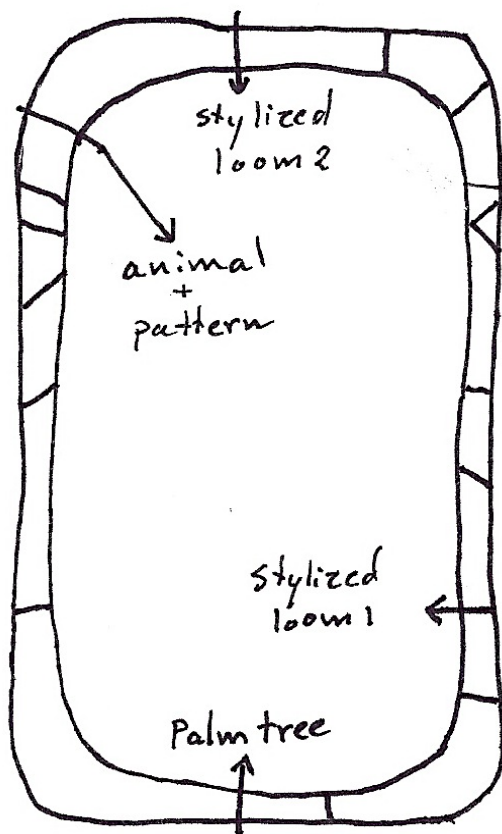 stylized
loom 2
animal
+
pattern
stylized
loom 1
Palm tree